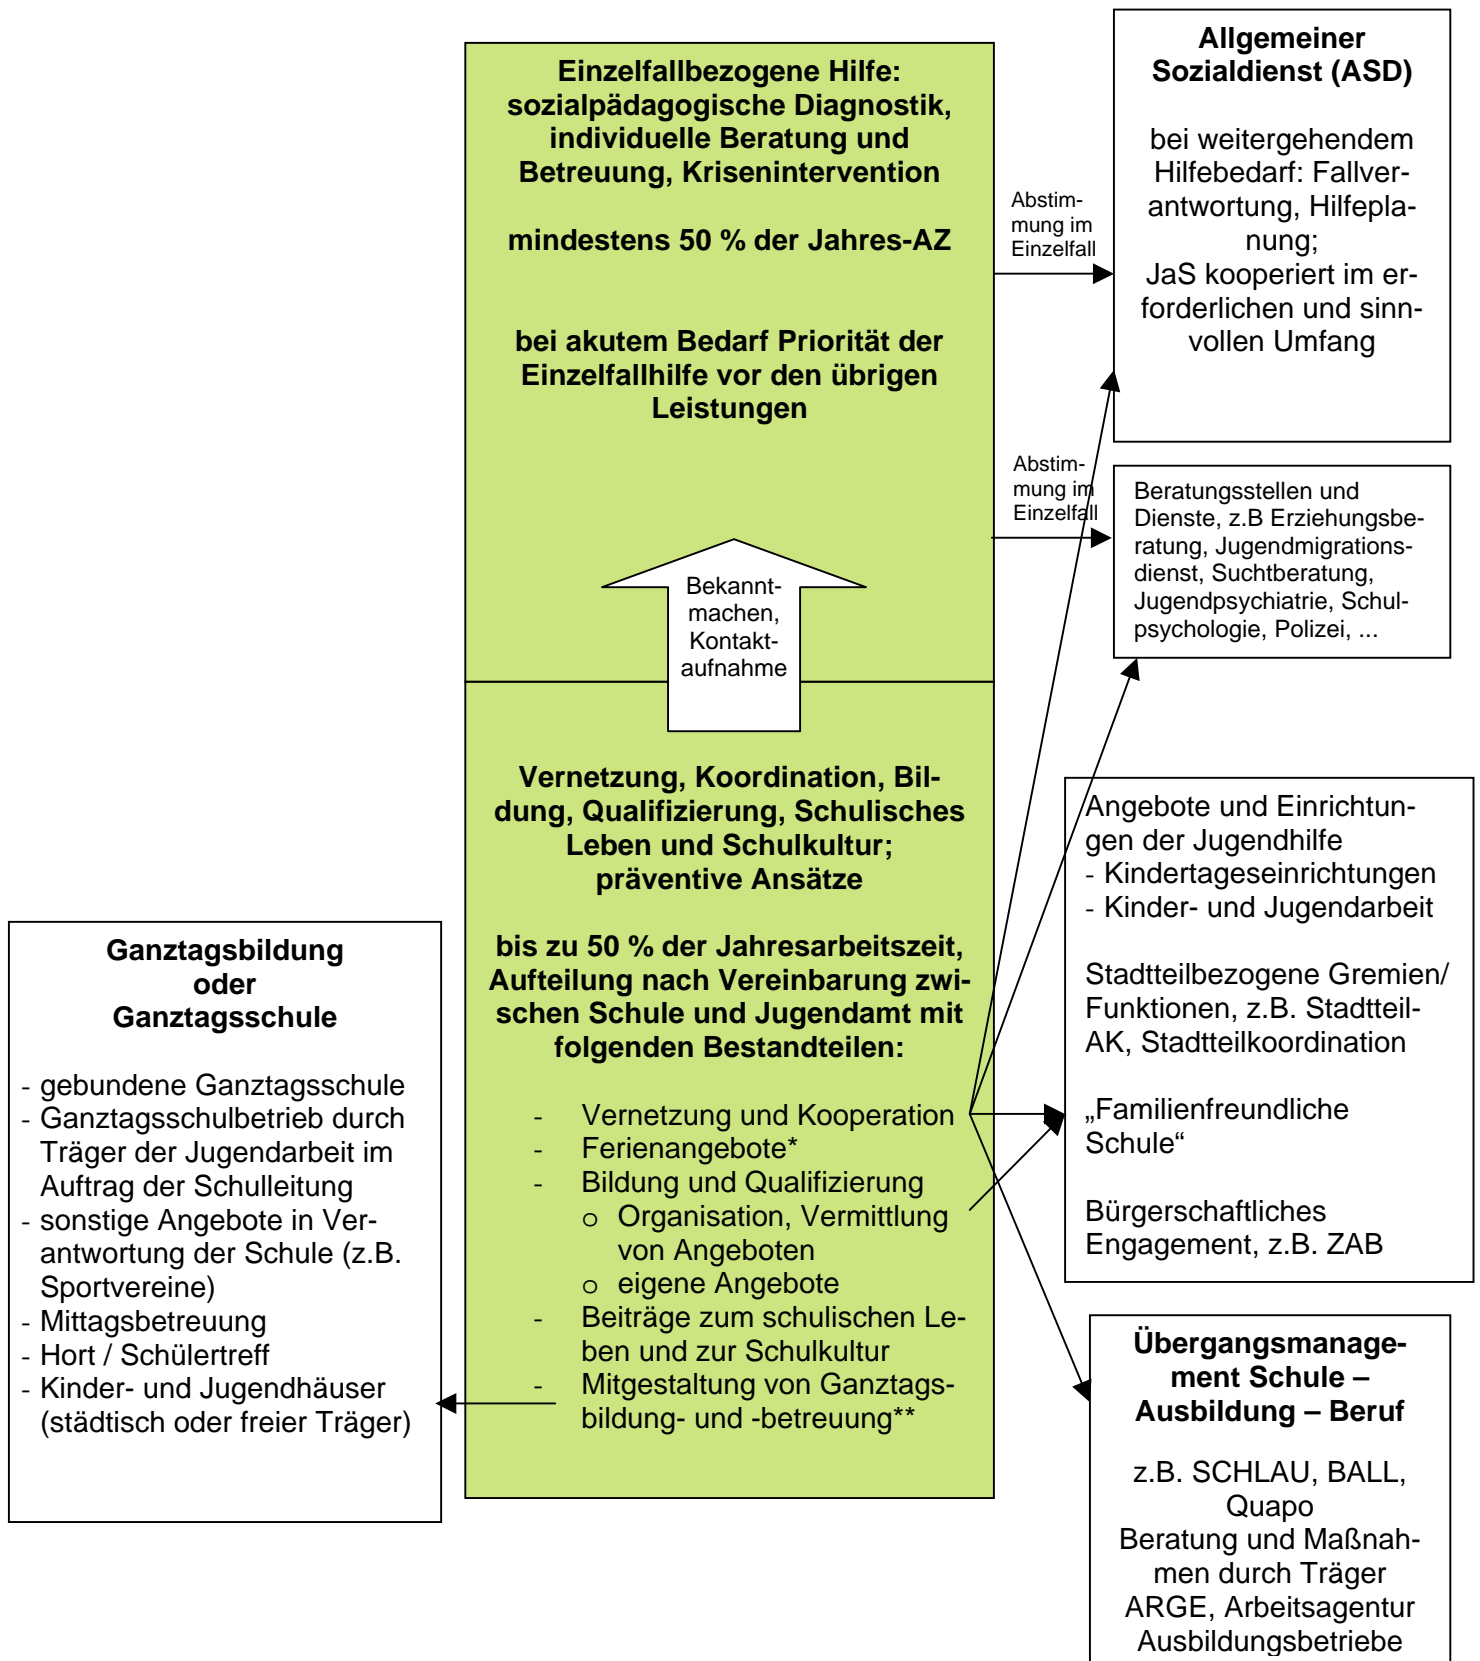 Einzelfallbezogene Hilfe:
sozialpädagogische Diagnostik,
individuelle Beratung und
Betreuung, Krisenintervention
mindestens 50 % der Jahres-AZ
bei akutem Bedarf Priorität der
Einzelfallhilfe vor den übrigen
Leistungen
Abstim-
mung im
Einzelfall
Allgemeiner
Sozialdienst (ASD)
bei weitergehendem
Hilfebedarf: Fallver-
antwortung, Hilfepla-
nung;
JaS kooperiert im er-
forderlichen und sinn-
vollen Umfang
Abstim-
mung im
Einzelfall
Beratungsstellen und
Dienste, z.B Erziehungsbe-
ratung, Jugendmigrations-
dienst, Suchtberatung,
Jugendpsychiatrie, Schul-
psychologie, Polizei, ...
Bekannt-
machen,
Kontakt-
aufnahme
Vernetzung, Koordination, Bil-
dung, Qualifizierung, Schulisches
Leben und Schulkultur;
präventive Ansätze
bis zu 50 % der Jahresarbeitszeit,
Aufteilung nach Vereinbarung zwi-
schen Schule und Jugendamt mit
folgenden Bestandteilen:
- Vernetzung und Kooperation
- Ferienangebote*
- Bildung und Qualifizierung
o Organisation, Vermittlung
von Angeboten
o eigene Angebote
- Beiträge zum schulischen Le-
ben und zur Schulkultur
- Mitgestaltung von Ganztags-
bildung- und -betreuung**
Ganztagsbildung
oder
Ganztagsschule
- gebundene Ganztagsschule
- Ganztagsschulbetrieb durch
Träger der Jugendarbeit im
Auftrag der Schulleitung
- sonstige Angebote in Ver-
antwortung der Schule (z.B.
Sportvereine)
- Mittagsbetreuung
- Hort / Schülertreff
- Kinder- und Jugendhäuser
(städtisch oder freier Träger)
Angebote und Einrichtun-
gen der Jugendhilfe
- Kindertageseinrichtungen
- Kinder- und Jugendarbeit
Stadtteilbezogene Gremien/
Funktionen, z.B. Stadtteil-
AK, Stadtteilkoordination
„Familienfreundliche
Schule“
Bürgerschaftliches
Engagement, z.B. ZAB
Übergangsmanage-
ment Schule –
Ausbildung – Beruf
z.B. SCHLAU, BALL,
Quapo
Beratung und Maßnah-
men durch Träger
ARGE, Arbeitsagentur
Ausbildungsbetriebe